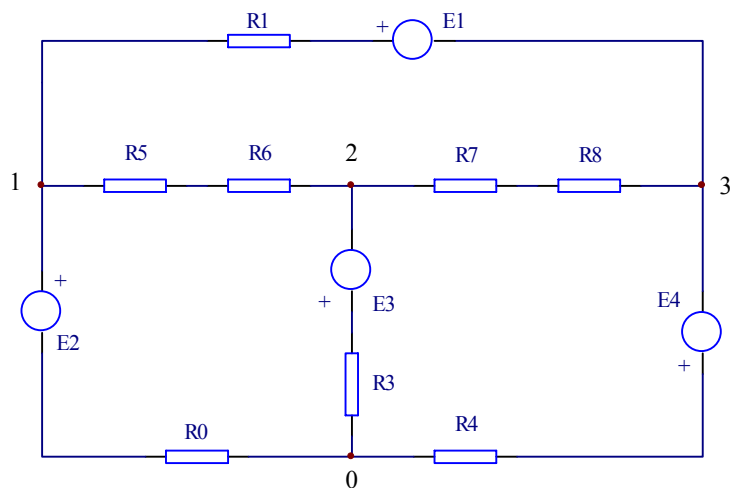 R1 + E1
R5 R6 2 R7 R8
1 3
+ E3 E4
E2 + +
R3
R0 R4
0